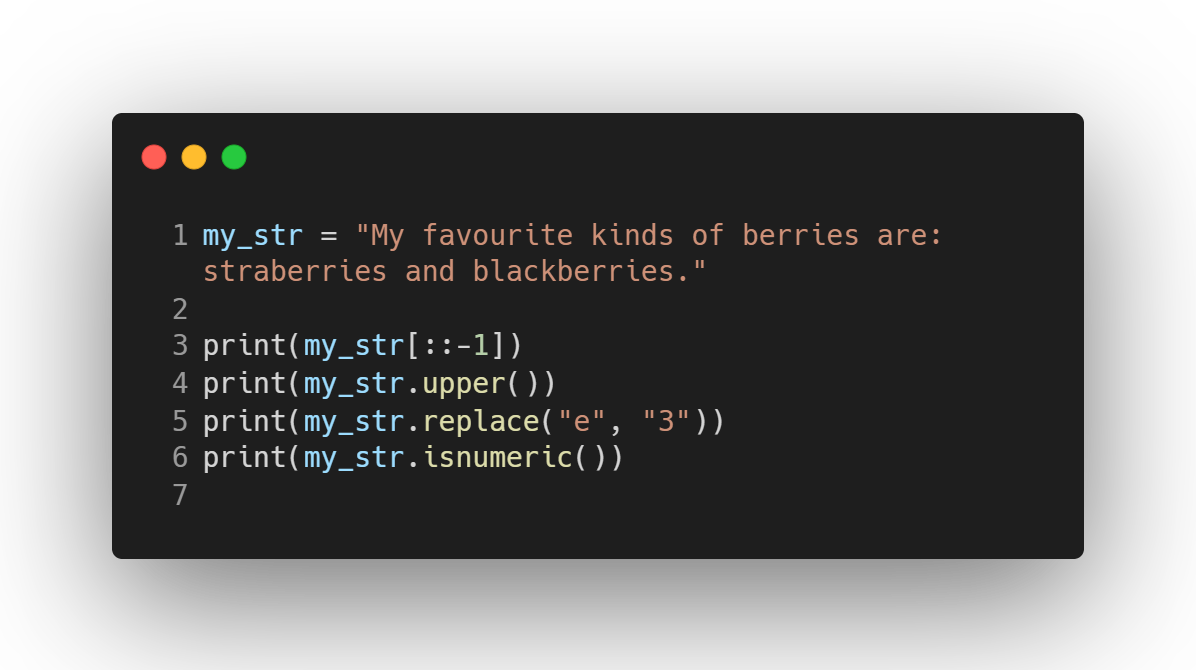 1 my_str = "My favourite kinds of berries are:
straberries and blackberries."
2
3 print(my_str[::-1])
4 print(my_str.upper())
5 print(my_str.replace("e", "3"))
6 print(my_str.isnumeric())
7